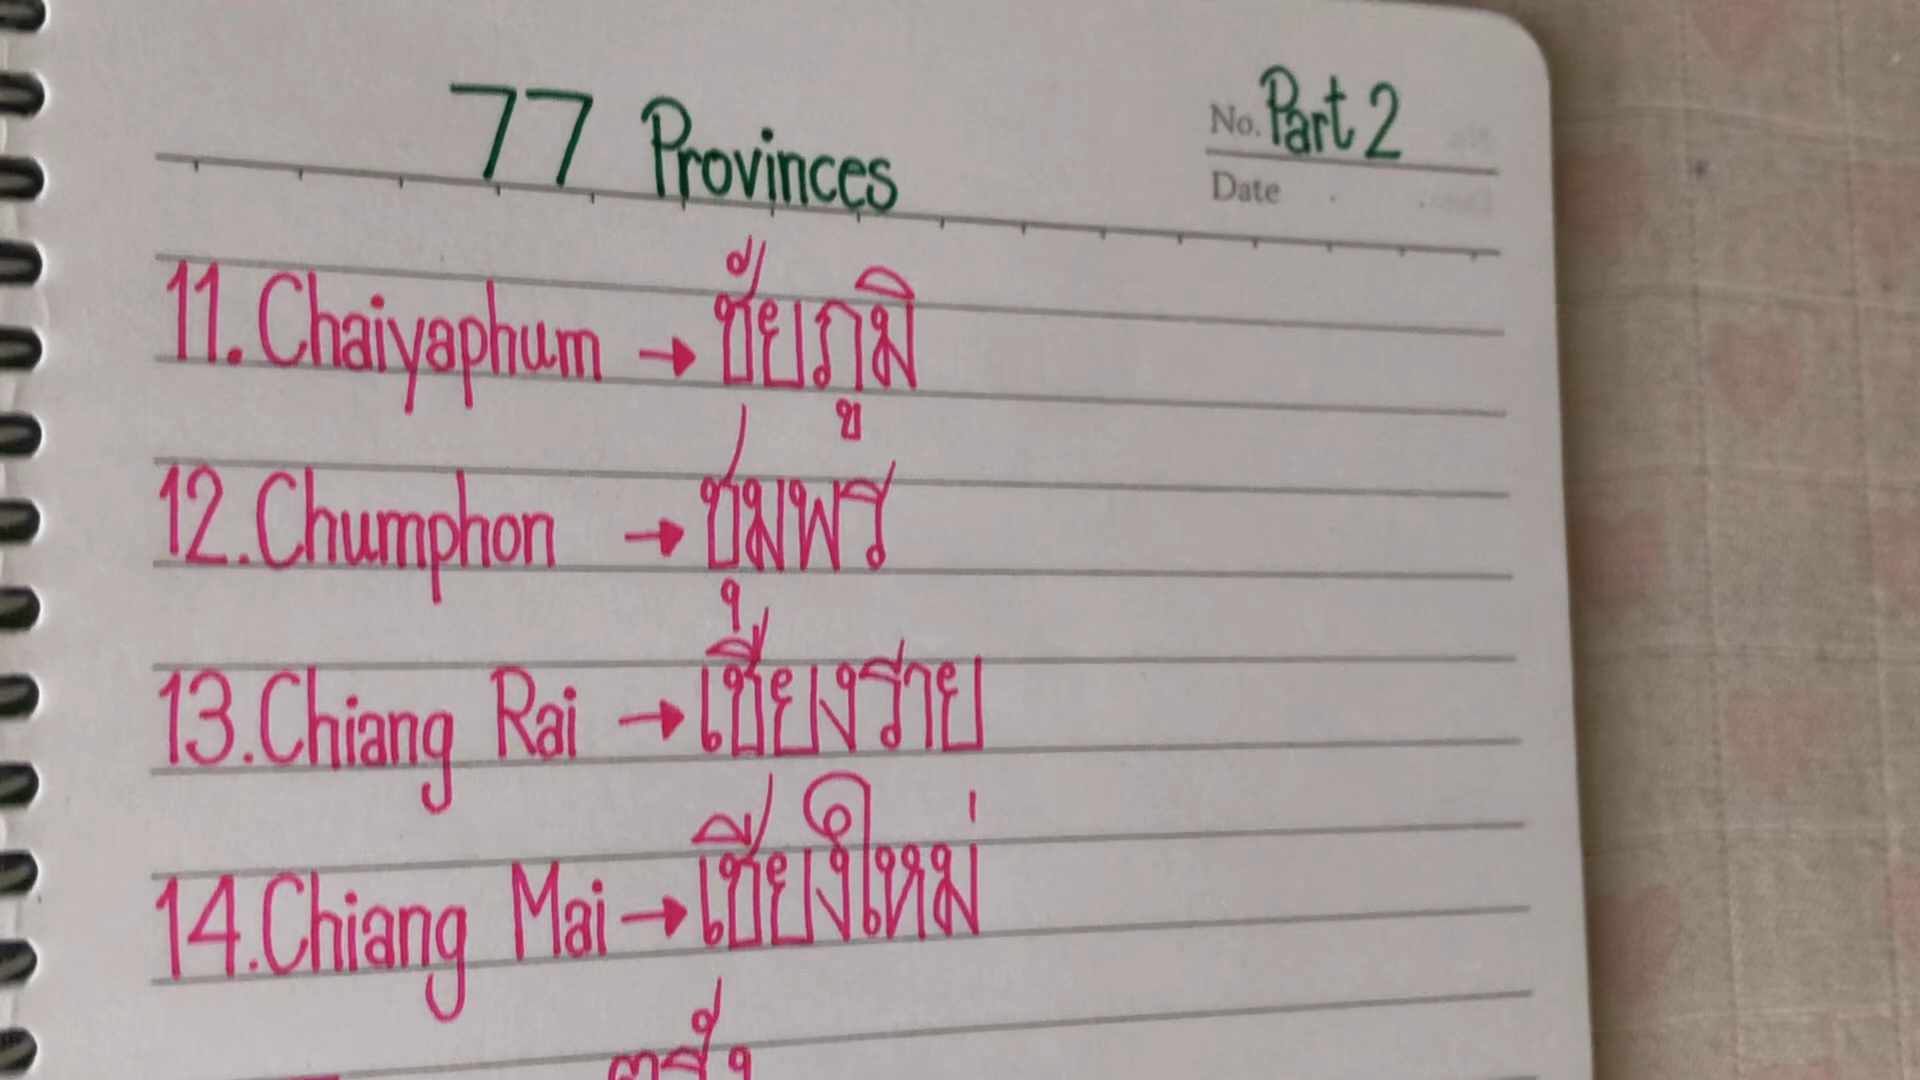 77 Provinces
No. Part 2
Date
11. Chaiyaphum → ชัยภูมิ
12. Chumphon → ชุมพร
13. Chiang Rai → เชียงราย
14. Chiang Mai → เชียงใหม่